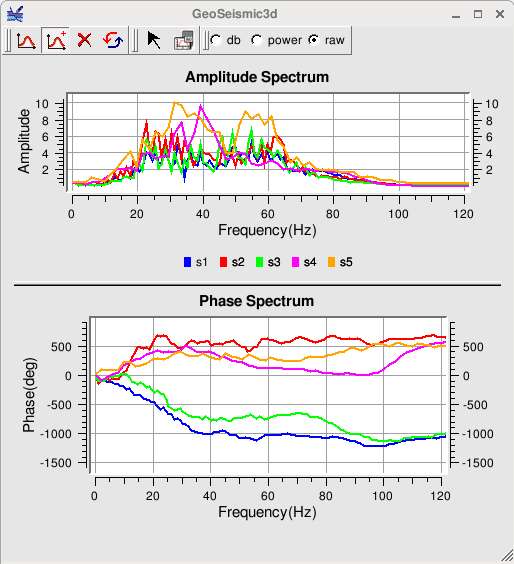 GeoSeismic3d
db power raw
Amplitude Spectrum
Amplitude
10 10
8 8
6 6
4 4
2 2
0 20 40 60 80 100 120
Frequency(Hz)
s1 s2 s3 s4 s5
Phase Spectrum
Phase(deg)
500 500
0 0
-500 -500
-1000 -1000
-1500 -1500
0 20 40 60 80 100 120
Frequency(Hz)